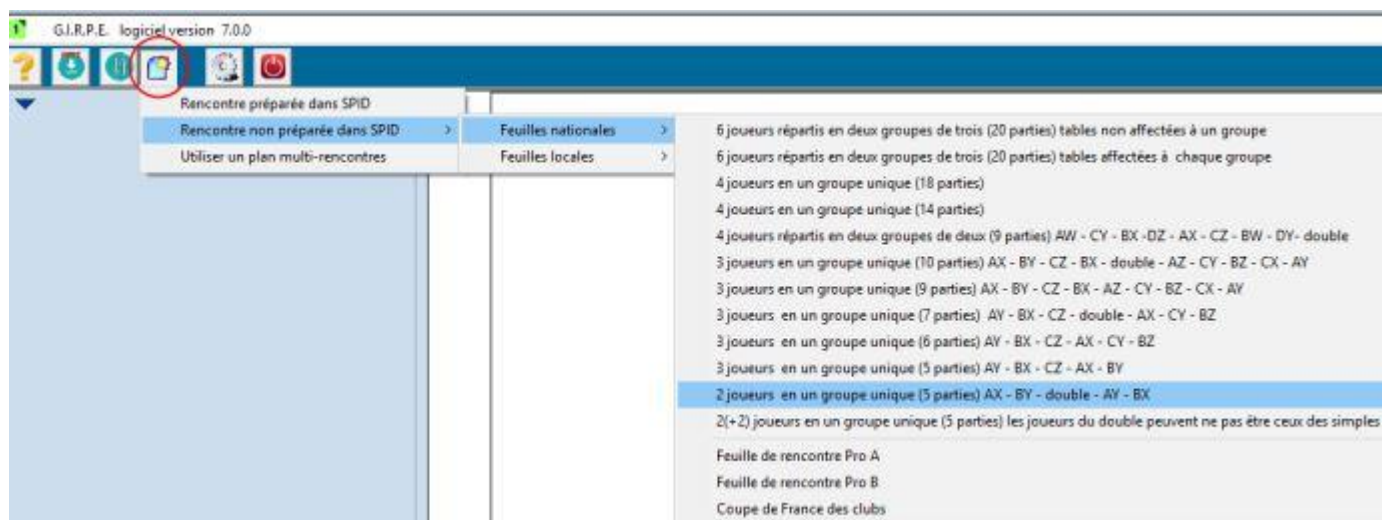 G.I.R.P.E. logiciel version 7.0.0
Rencontre préparée dans SPID
Rencontre non préparée dans SPID
Utiliser un plan multi-rencontres
Feuilles nationales
Feuilles locales
6 joueurs répartis en deux groupes de trois (20 parties) tables non affectées à un groupe
6 joueurs répartis en deux groupes de trois (20 parties) tables affectées à chaque groupe
4 joueurs en un groupe unique (18 parties)
4 joueurs en un groupe unique (14 parties)
4 joueurs répartis en deux groupes de deux (9 parties) AW - CY - BX -DZ - AX - CZ - BW - DY- double
3 joueurs en un groupe unique (10 parties) AX - BY - CZ - BX - double - AZ - CY - BZ - CX - AY
3 joueurs en un groupe unique (9 parties) AX - BY - CZ - BX - AZ - CY - BZ - CX - AY
3 joueurs en un groupe unique (7 parties) AY - BX - CZ - double - AX - CY - BZ
3 joueurs en un groupe unique (6 parties) AY - BX - CZ - AX - CY - BZ
3 joueurs en un groupe unique (5 parties) AY - BX - CZ - AX - BY
2 joueurs en un groupe unique (5 parties) AX - BY - double - AY - BX
2(+2) joueurs en un groupe unique (5 parties) les joueurs du double peuvent ne pas être ceux des simples
Feuille de rencontre Pro A
Feuille de rencontre Pro B
Coupe de France des clubs